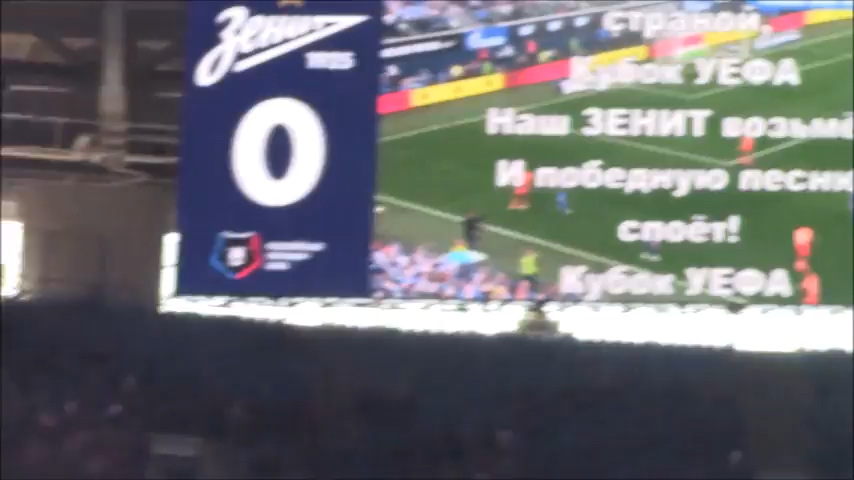 Зенит
1925
0
страной,
Кубок УЕФА
Наш ЗЕНИТ возьмё
И победную песню
споёт!
Кубок УЕФА